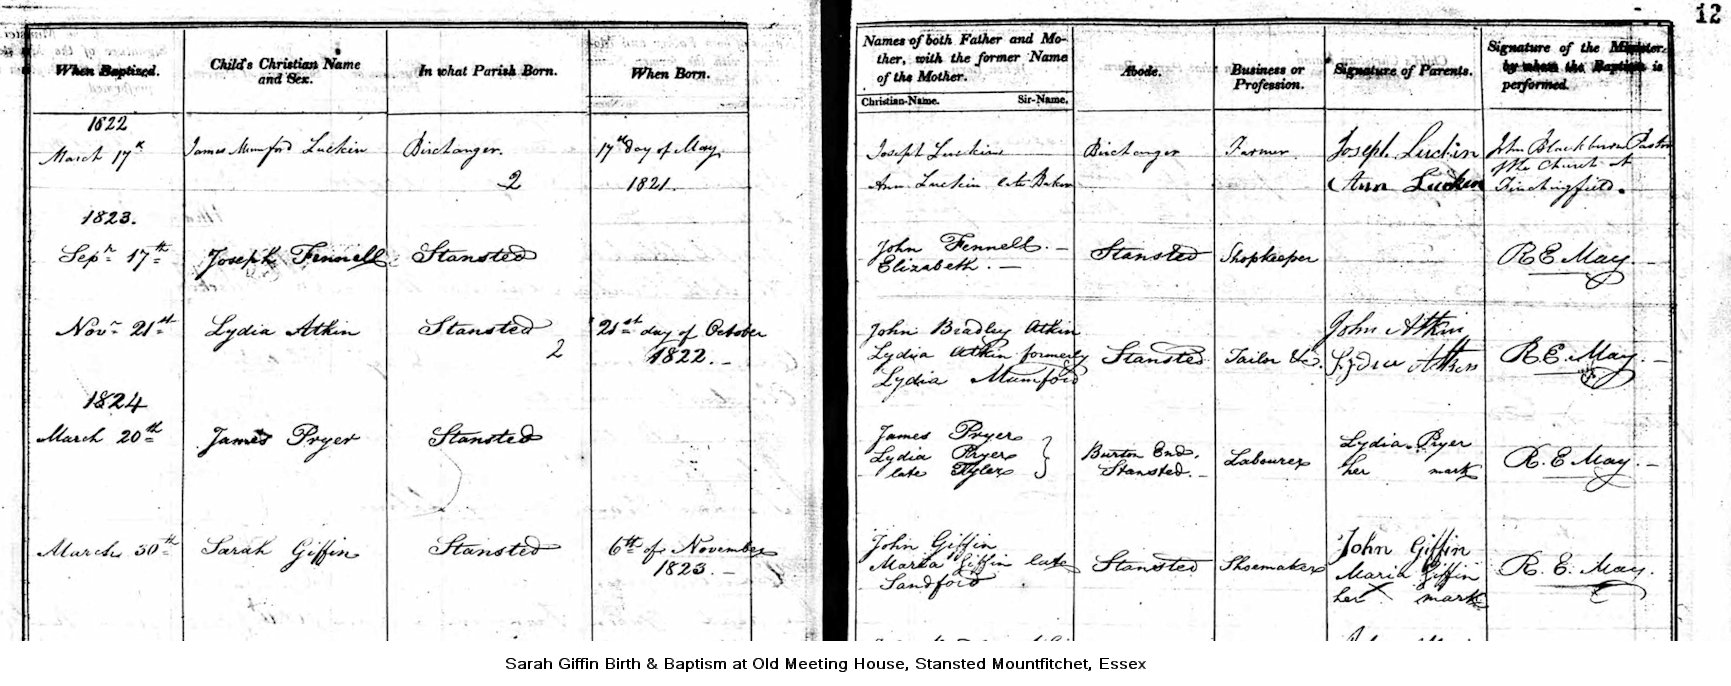 12
When Baptized.
Child's Christian Name
and Sex.
In what Parish Born.
When Born.
Names of both Father and Mo-
ther, with the former Name
of the Mother.
Christian-Name. Sir-Name.
Abode.
Business or
Profession.
Signature of Parents.
Signature of the Minister
by whom the Baptism is
performed.
1822
March 17th
James Mumford Luckin
Birchanger.
2
17th day of May
1821.
Joseph Luckin
Ann Luckin late Baker
Birchanger
Farmer
Joseph Luckin
Ann Luckin
John Blackburn Pastor
of the Church at
Finchingfield.
1823.
Sepr 17th
Joseph Fennell
Stansted
John Fennell. —
Elizabeth. —
Stansted
Shopkeeper
R E May. —
Novr 21st
Lydia Atkin
Stansted
2
21st day of October
1822. —
John Bradley Atkin
Lydia Atkin formerly
Lydia Mumford
Stansted
Tailor &c.
John Atkin
Lydia Atkin
R. E. May. —
1824
March 20th
James Pryer
Stansted
James Pryer
Lydia Pryer
late Tyler
Burton End,
Stansted. —
Labourer
Lydia Pryer
her mark
R. E May. —
March 30th
Sarah Giffin
Stansted
6th of November
1823. —
John Giffin
Maria Giffin late
Sandford
Stansted
Shoemaker
John Giffin
Maria Giffin
her mark
R. E. May.
Sarah Giffin Birth & Baptism at Old Meeting House, Stansted Mountfitchet, Essex